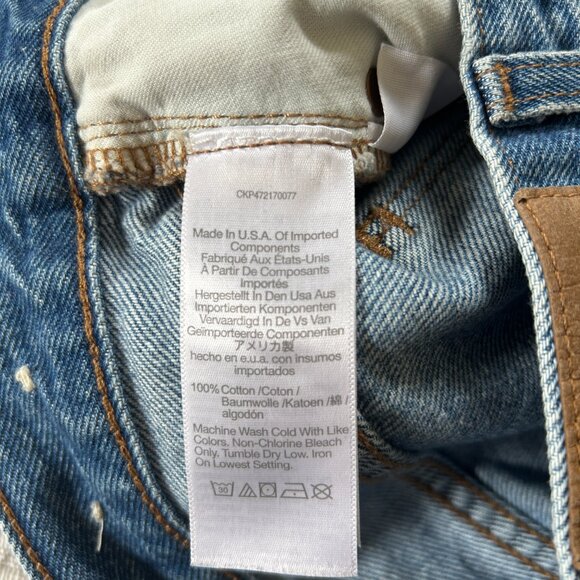 CKP472170077
Made In U.S.A. Of Imported
Components
Fabriqué Aux États-Unis
À Partir De Composants
Importés
Hergestellt In Den Usa Aus
Importierten Komponenten
Vervaardigd In De Vs Van
Geïmporteerde Componenten
アメリカ製
hecho en e.u.a. con insumos
importados
100% Cotton /Coton /
Baumwolle /Katoen /綿 /
algodón
Machine Wash Cold With Like
Colors. Non-Chlorine Bleach
Only. Tumble Dry Low. Iron
On Lowest Setting.
30